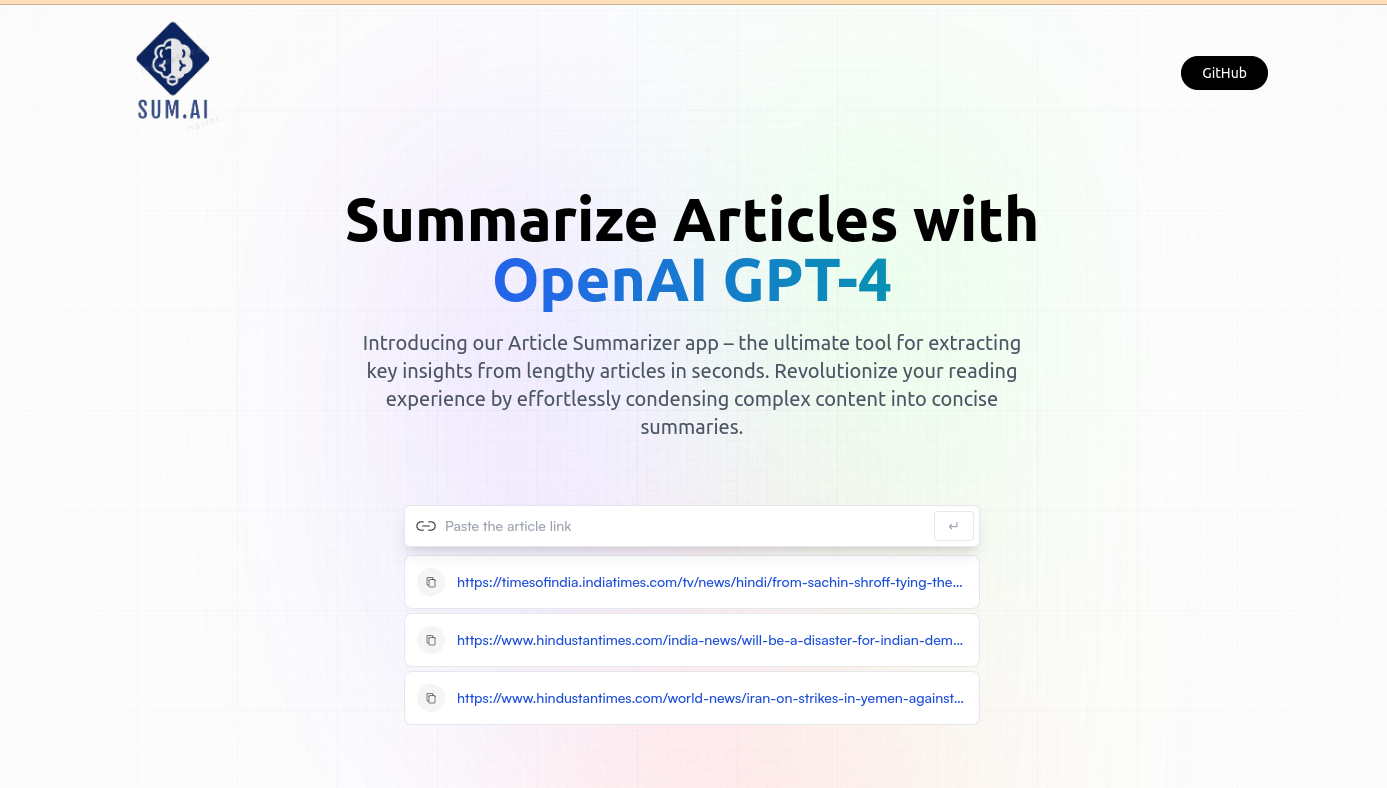 SUM.AI
GitHub
Summarize Articles with
OpenAI GPT-4
Introducing our Article Summarizer app – the ultimate tool for extracting
key insights from lengthy articles in seconds. Revolutionize your reading
experience by effortlessly condensing complex content into concise
summaries.
Paste the article link
↵
https://timesofindia.indiatimes.com/tv/news/hindi/from-sachin-shroff-tying-the...
https://www.hindustantimes.com/india-news/will-be-a-disaster-for-indian-dem...
https://www.hindustantimes.com/world-news/iran-on-strikes-in-yemen-against...